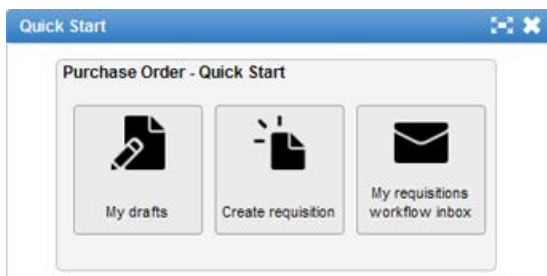 Quick Start
Purchase Order - Quick Start
My drafts
Create requisition
My requisitions
workflow inbox